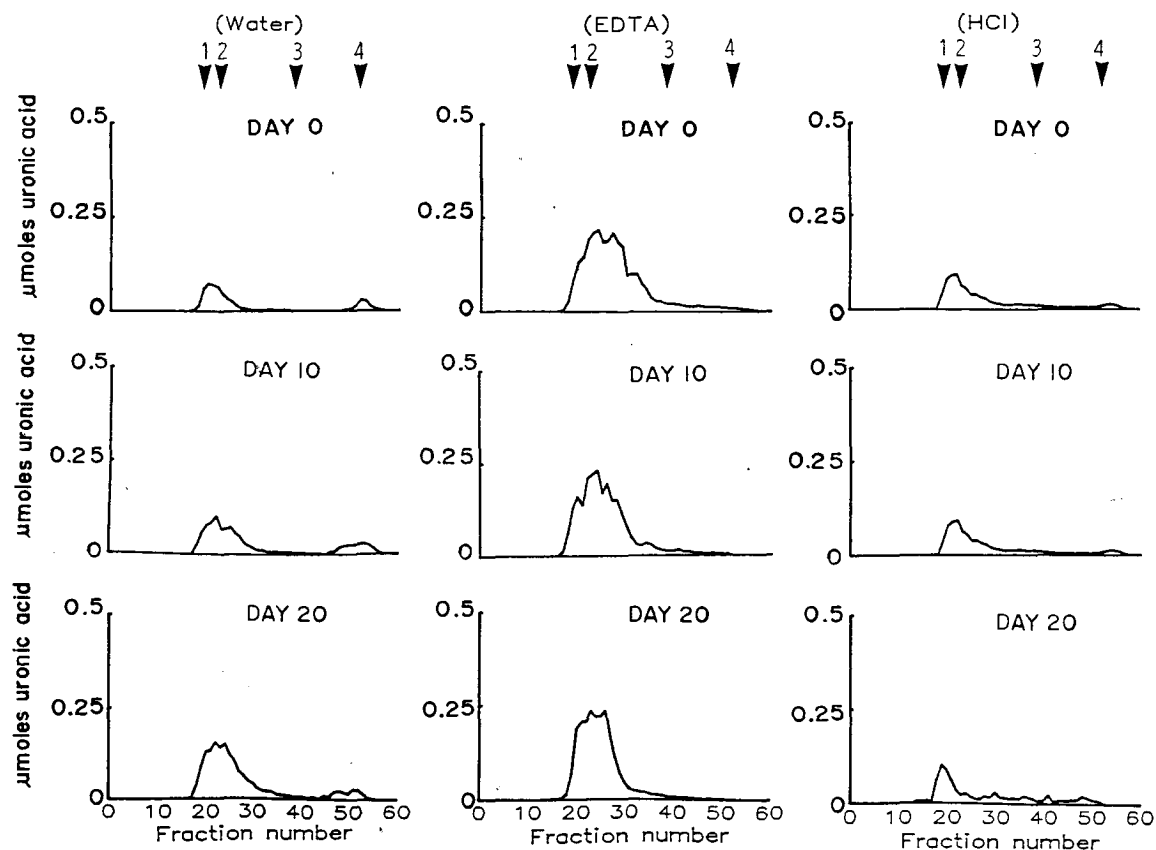 (Water) (EDTA) (HCl)
1 2 3 4 1 2 3 4 1 2 3 4
μmoles uronic acid
0.5 DAY 0 0.5 DAY 0 0.5 DAY 0
0.25 0.25 0.25
0 0 0
μmoles uronic acid
0.5 DAY 10 0.5 DAY 10 0.5 DAY 10
0.25 0.25 0.25
0 0 0
μmoles uronic acid
0.5 DAY 20 0.5 DAY 20 0.5 DAY 20
0.25 0.25 0.25
0 0 0
0 10 20 30 40 50 60 0 10 20 30 40 50 60 0 10 20 30 40 50 60
Fraction number Fraction number Fraction number